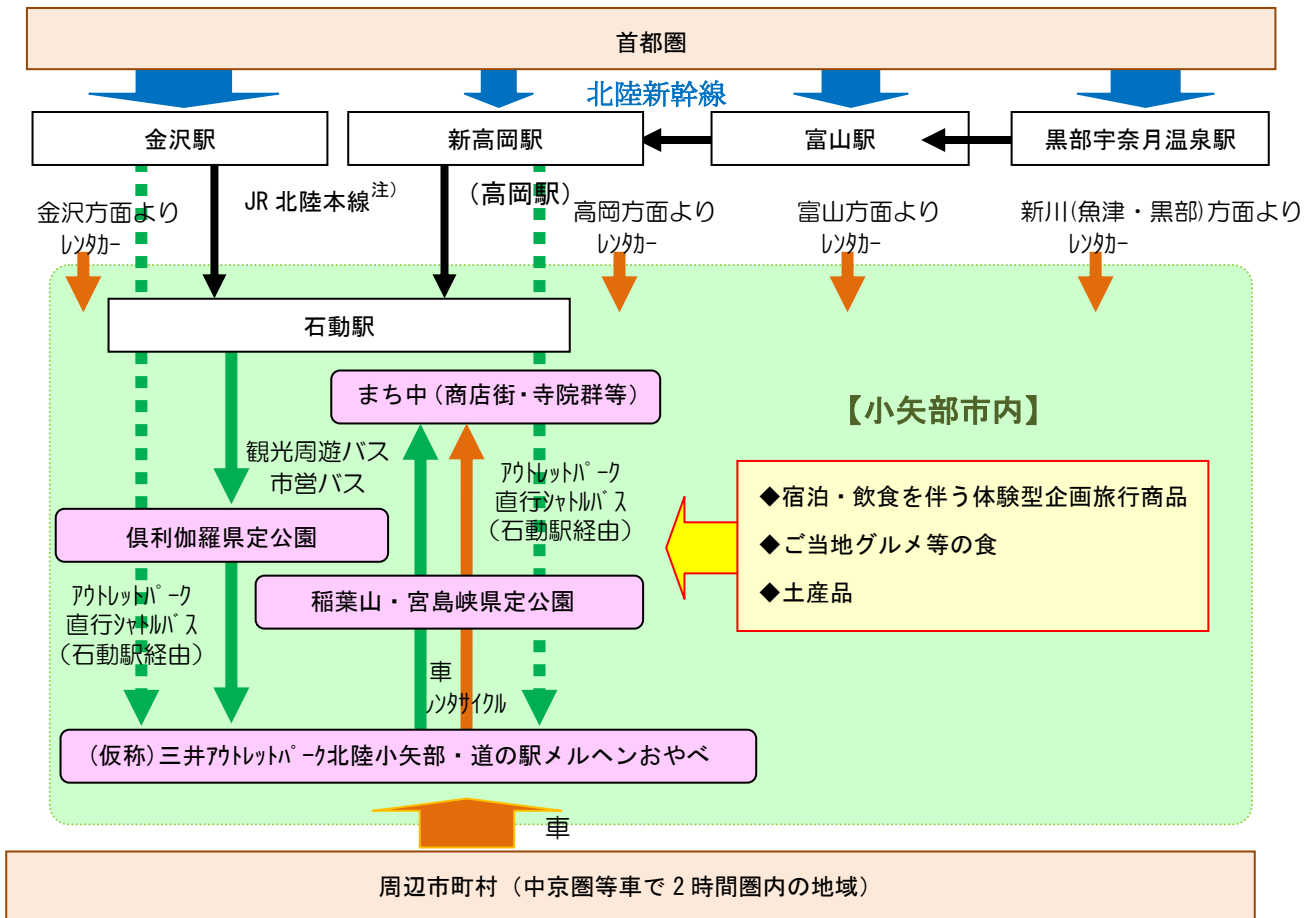 首都圏
北陸新幹線
金沢駅
新高岡駅
富山駅
黒部宇奈月温泉駅
JR 北陸本線注)
(高岡駅)
金沢方面より
ﾚﾝﾀｶｰ
高岡方面より
ﾚﾝﾀｶｰ
富山方面より
ﾚﾝﾀｶｰ
新川(魚津・黒部)方面より
ﾚﾝﾀｶｰ
石動駅
まち中(商店街・寺院群等)
【小矢部市内】
観光周遊バス
市営バス
ｱｳﾄﾚｯﾄﾊﾟｰｸ
直行ｼｬﾄﾙバス
(石動駅経由)
◆宿泊・飲食を伴う体験型企画旅行商品
◆ご当地グルメ等の食
◆土産品
倶利伽羅県定公園
稲葉山・宮島峡県定公園
ｱｳﾄﾚｯﾄﾊﾟｰｸ
直行ｼｬﾄﾙバス
(石動駅経由)
車
ﾚﾝﾀｻｲｸﾙ
(仮称)三井ｱｳﾄﾚｯﾄﾊﾟｰｸ北陸小矢部・道の駅メルヘンおやべ
車
周辺市町村（中京圏等車で２時間圏内の地域）